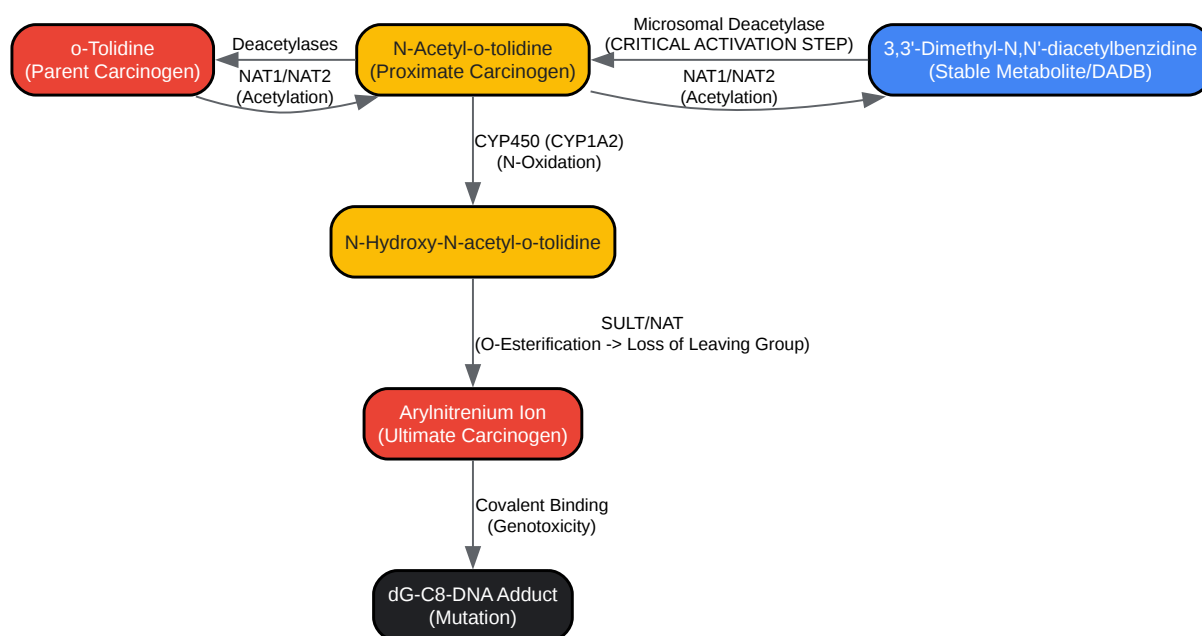 o-Tolidine
(Parent Carcinogen)
Deacetylases
NAT1/NAT2
(Acetylation)
N-Acetyl-o-tolidine
(Proximate Carcinogen)
Microsomal Deacetylase
(CRITICAL ACTIVATION STEP)
NAT1/NAT2
(Acetylation)
3,3'-Dimethyl-N,N'-diacetylbenzidine
(Stable Metabolite/DADB)
CYP450 (CYP1A2)
(N-Oxidation)
N-Hydroxy-N-acetyl-o-tolidine
SULT/NAT
(O-Esterification -> Loss of Leaving Group)
Arylnitrenium Ion
(Ultimate Carcinogen)
Covalent Binding
(Genotoxicity)
dG-C8-DNA Adduct
(Mutation)